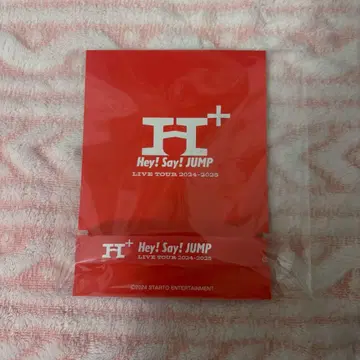 H+
Hey! Say! JUMP
LIVE TOUR 2024-2025
H+ Hey! Say! JUMP
LIVE TOUR 2024-2025
©2024 STARTO ENTERTAINMENT